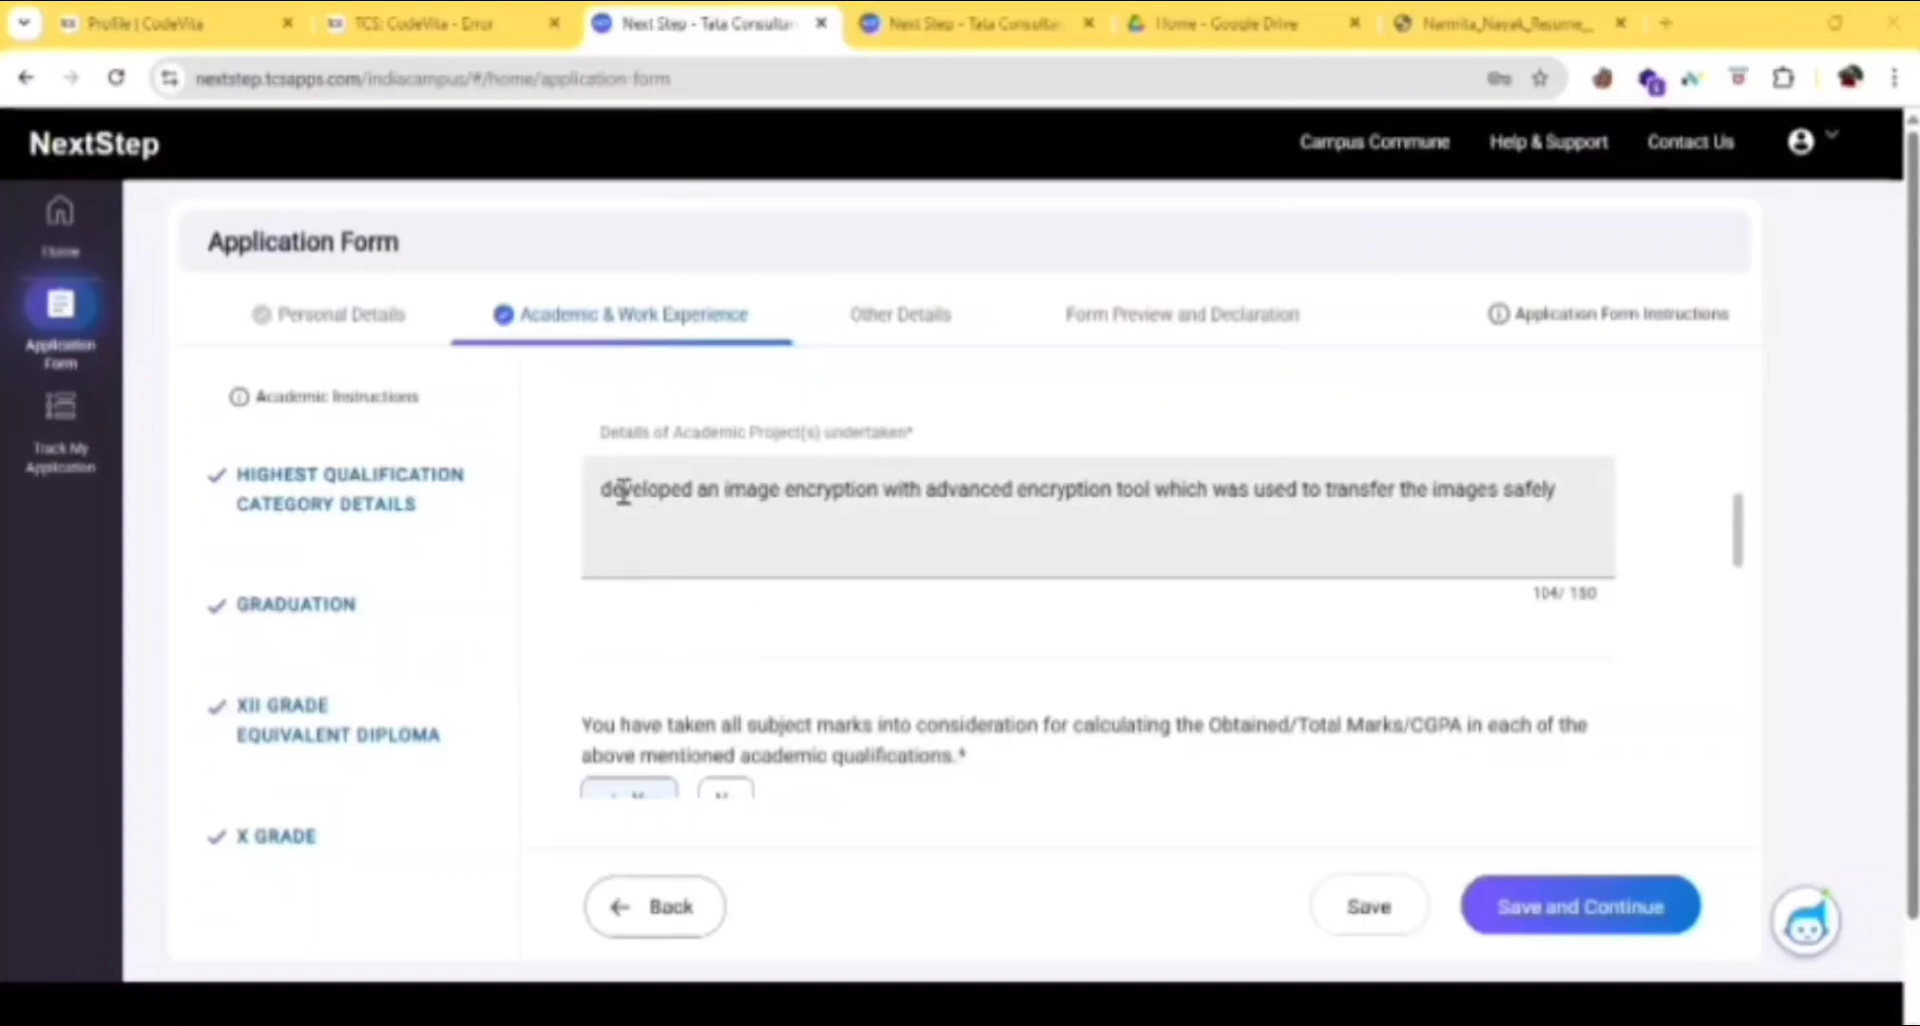 Profile | CodeVita
TCS CodeVita - Error
Next Step - Tata Consulta
Next Step - Tata Consulta
Home - Google Drive
Namrita_Nayak_Resume_
nextstep.tcsapps.com/indiacampus/#/home/application-form
NextStep
Campus Commune
Help & Support
Contact Us
Home
Application
Form
Track My
Application
Application Form
Personal Details
Academic & Work Experience
Other Details
Form Preview and Declaration
Application Form Instructions
Academic Instructions
HIGHEST QUALIFICATION
CATEGORY DETAILS
GRADUATION
XII GRADE
EQUIVALENT DIPLOMA
X GRADE
Details of Academic Project(s) undertaken*
developed an image encryption with advanced encryption tool which was used to transfer the images safely
104/ 150
You have taken all subject marks into consideration for calculating the Obtained/Total Marks/CGPA in each of the
above mentioned academic qualifications.*
Back
Save
Save and Continue